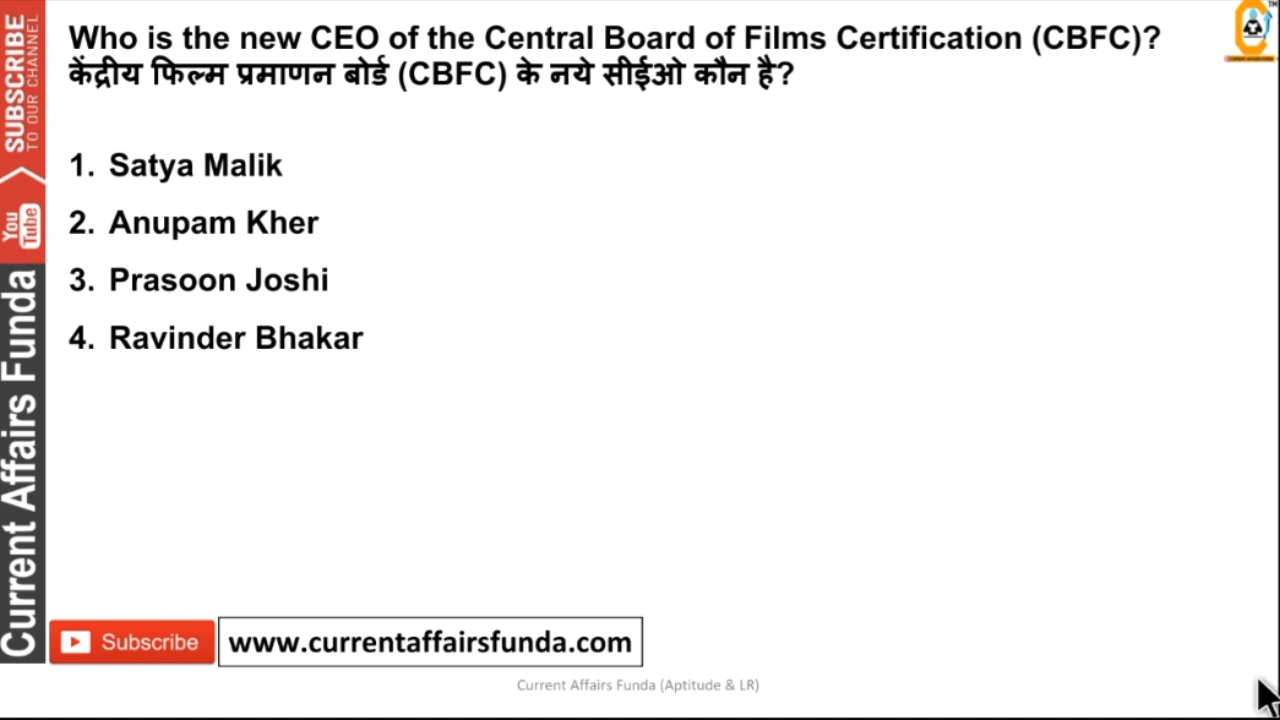 Who is the new CEO of the Central Board of Films Certification (CBFC)?
केंद्रीय फिल्म प्रमाणन बोर्ड (CBFC) के नये सीईओ कौन है?
1. Satya Malik
2. Anupam Kher
3. Prasoon Joshi
4. Ravinder Bhakar
SUBSCRIBE
TO OUR CHANNEL
You
Tube
Current Affairs Funda
Subscribe
www.currentaffairsfunda.com
Current Affairs Funda (Aptitude & LR)